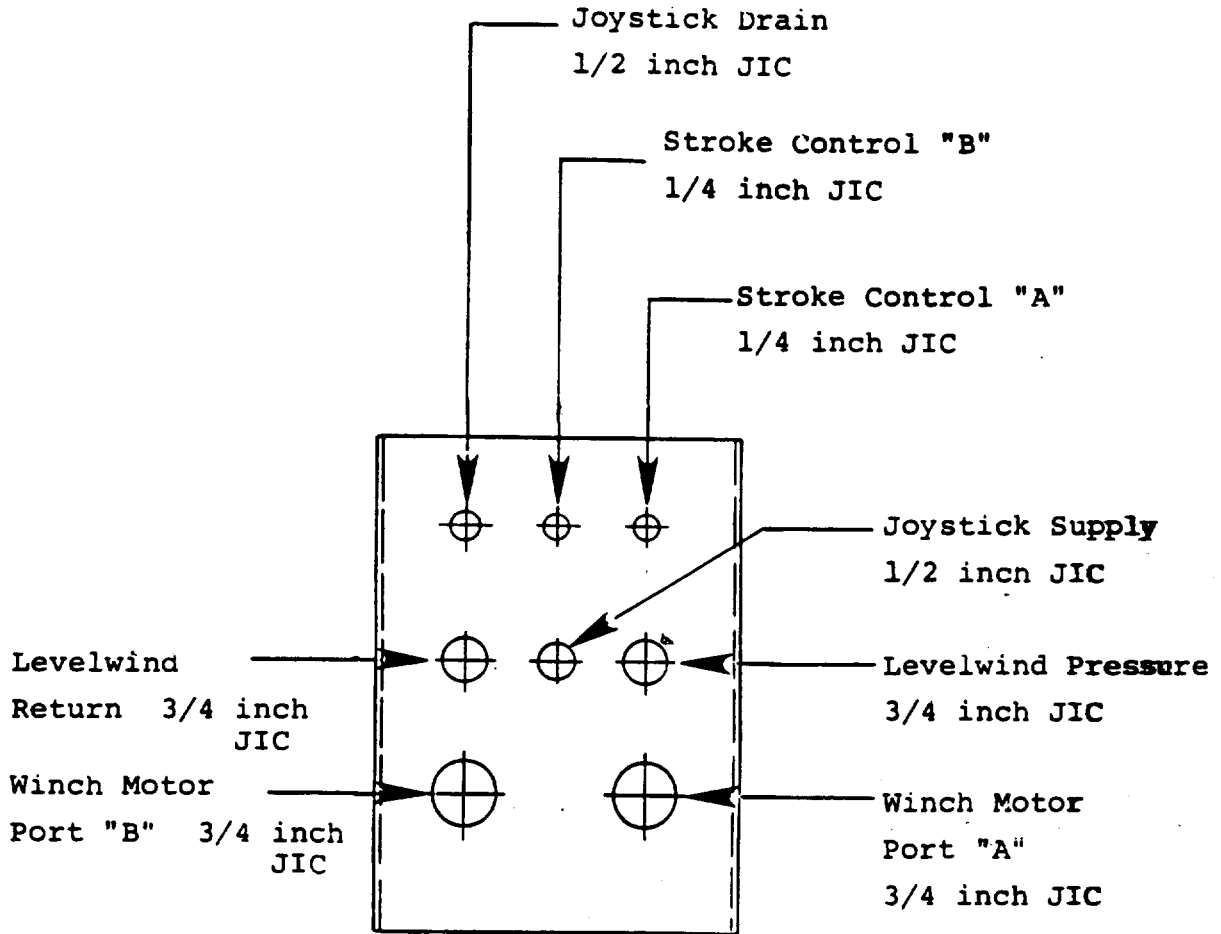 Joystick Drain
1/2 inch JIC
Stroke Control "B"
1/4 inch JIC
Stroke Control "A"
1/4 inch JIC
Joystick Supply
1/2 incn JIC
Levelwind
Return 3/4 inch
JIC
Levelwind Pressure
3/4 inch JIC
Winch Motor
Port "B" 3/4 inch
JIC
Winch Motor
Port "A"
3/4 inch JIC